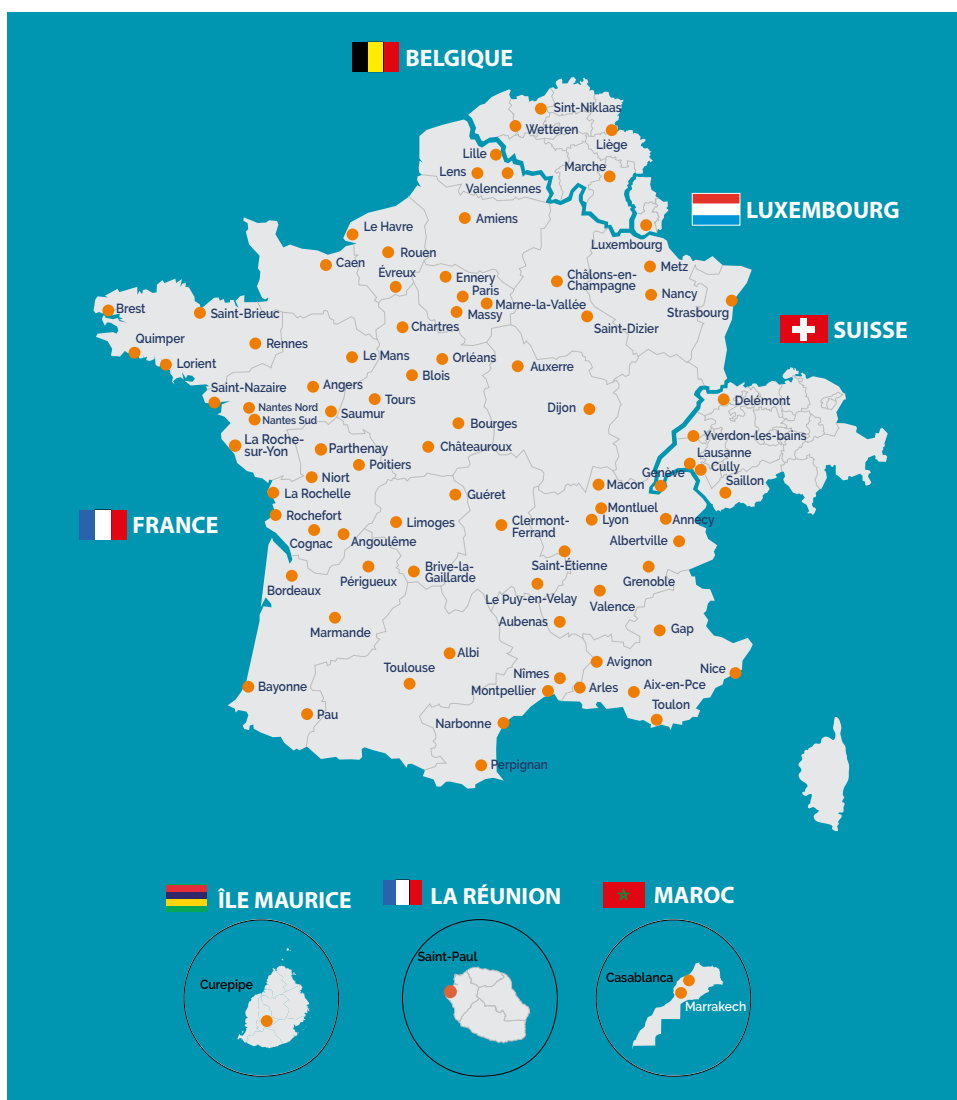 BELGIQUE
Sint-Niklaas
Wetteren
Liège
Lille
Marche
Lens
Valenciennes
LUXEMBOURG
Amiens
Le Havre
Luxembourg
Rouen
Caen
Metz
Évreux
Ennery
Châlons-en-
Champagne
Paris
Nancy
Marne-la-Vallée
Brest
Saint-Brieuc
Massy
Strasbourg
Chartres
Saint-Dizier
SUISSE
Quimper
Rennes
Lorient
Le Mans
Orléans
Auxerre
Blois
Saint-Nazaire
Angers
Tours
Delémont
Nantes Nord
Saumur
Dijon
Nantes Sud
Bourges
Yverdon-les-bains
La Roche-
sur-Yon
Parthenay
Châteauroux
Lausanne
Poitiers
Cully
Genève
Niort
Saillon
Macon
La Rochelle
Guéret
Montluel
FRANCE
Rochefort
Limoges
Clermont-
Ferrand
Lyon
Annecy
Cognac
Angoulême
Albertville
Saint-Étienne
Brive-la-
Gaillarde
Périgueux
Grenoble
Bordeaux
Le Puy-en-Velay
Valence
Aubenas
Marmande
Gap
Albi
Avignon
Toulouse
Nice
Nîmes
Bayonne
Montpellier
Arles
Aix-en-Pce
Toulon
Pau
Narbonne
Perpignan
ÎLE MAURICE
LA RÉUNION
MAROC
Curepipe
Saint-Paul
Casablanca
Marrakech